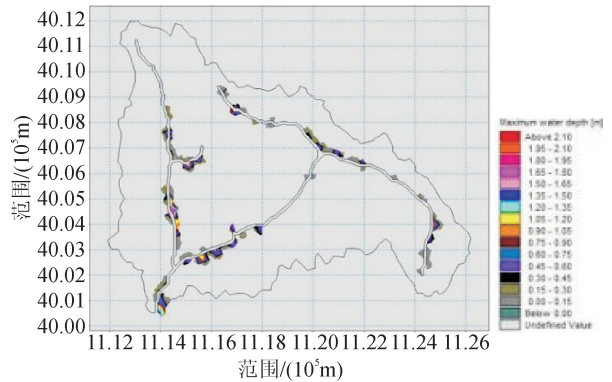 40.12
40.11
40.10
40.09
40.08
40.07
40.06
40.04
40.03
40.02
40.01
40.00
范围/(10⁵m)
11.12 11.14 11.16 11.18 11.20 11.22 11.24 11.26
范围/(10⁵m)
Maximum water depth [m]
Above 2.10
1.95 - 2.10
1.80 - 1.95
1.65 - 1.80
1.50 - 1.65
1.35 - 1.50
1.20 - 1.35
1.05 - 1.20
0.90 - 1.05
0.75 - 0.90
0.60 - 0.75
0.45 - 0.60
0.30 - 0.45
0.15 - 0.30
0.00 - 0.15
Below 0.00
Undefined Value